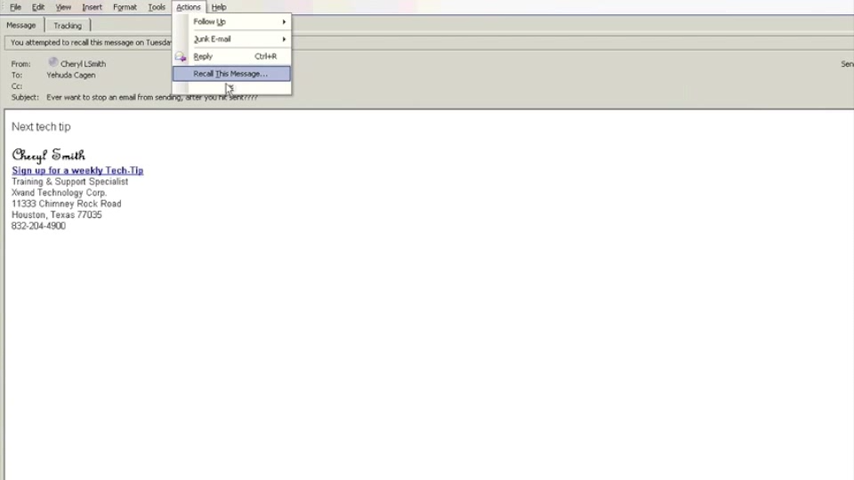 File Edit View Insert Format Tools Actions Help
Message Tracking
Follow Up
You attempted to recall this message on Tuesda
Junk E-mail
Reply Ctrl+R
From: Cheryl LSmith Sen
Recall This Message...
To: Yehuda Cagen
Cc:
Subject: Ever want to stop an email from sending, after you hit sent????
Next tech tip
Cheryl Smith
Sign up for a weekly Tech-Tip
Training & Support Specialist
Xvand Technology Corp.
11333 Chimney Rock Road
Houston, Texas 77035
832-204-4900